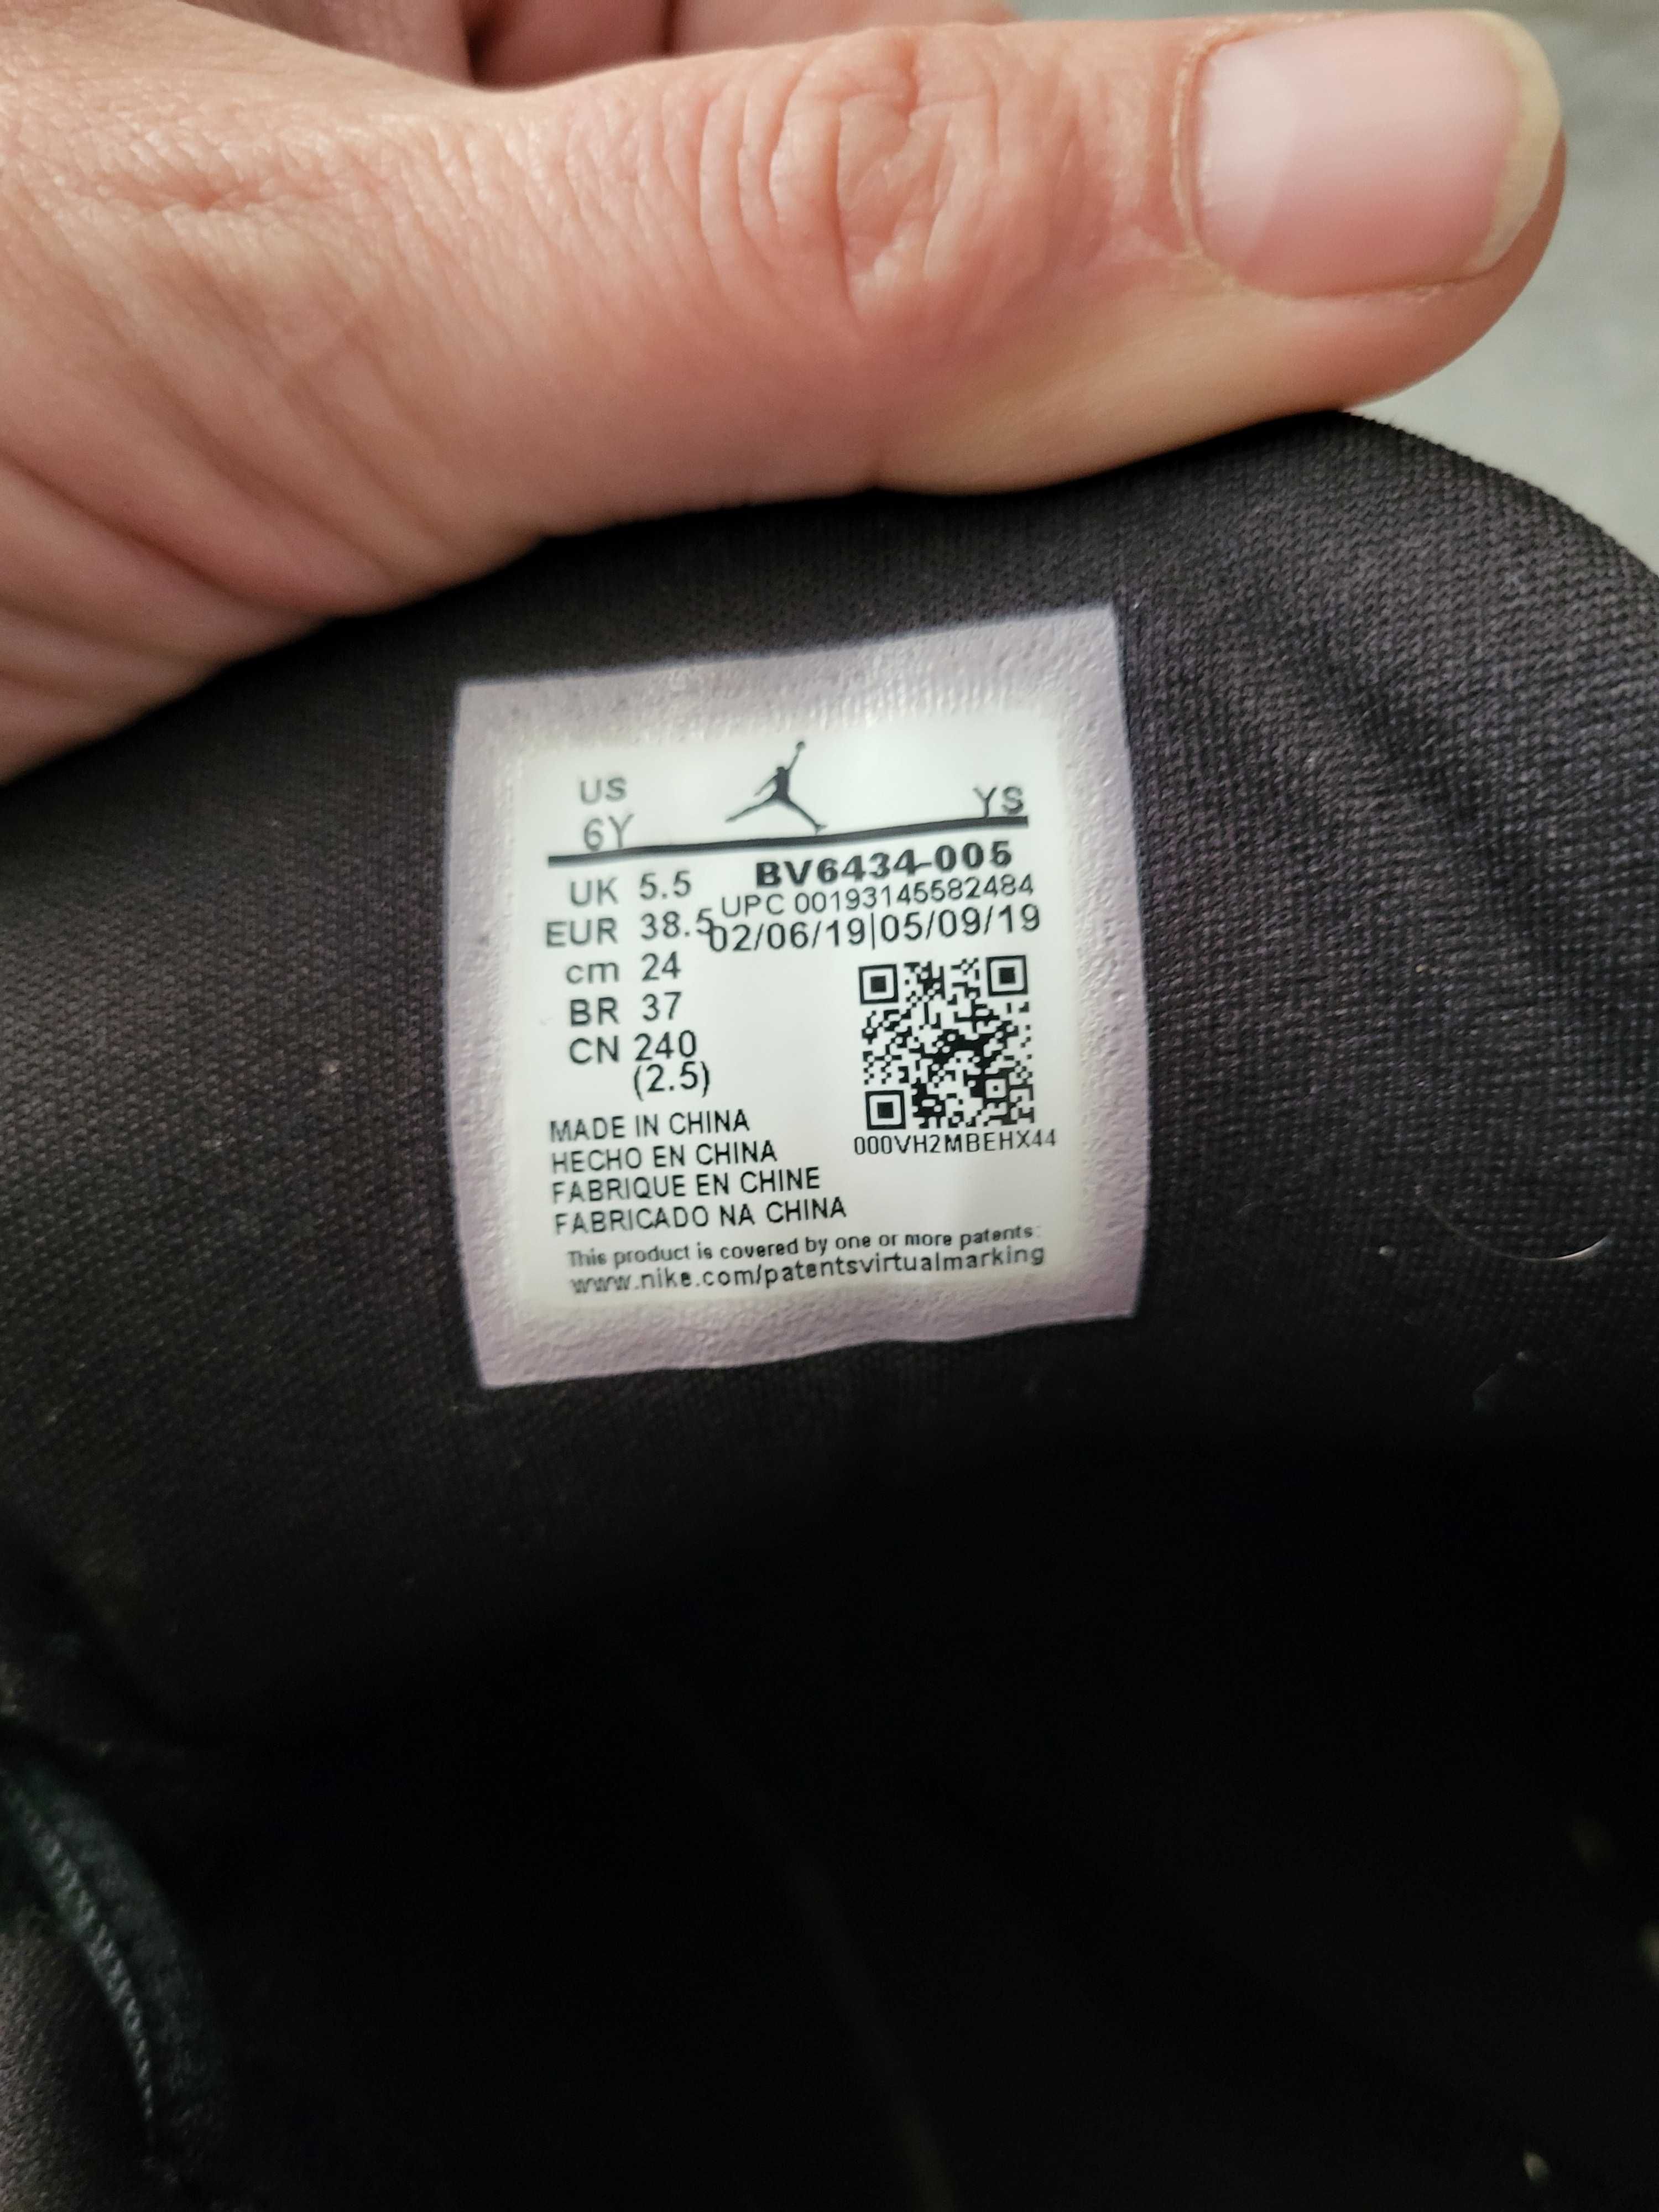 US YS
6Y
UK 5.5 BV6434-005
UPC 00193145582484
EUR 38.5 02/06/19|05/09/19
cm 24
BR 37
CN 240
(2.5)
MADE IN CHINA
000VH2MBEHX44
HECHO EN CHINA
FABRIQUE EN CHINE
FABRICADO NA CHINA
This product is covered by one or more patents:
www.nike.com/patentsvirtualmarking